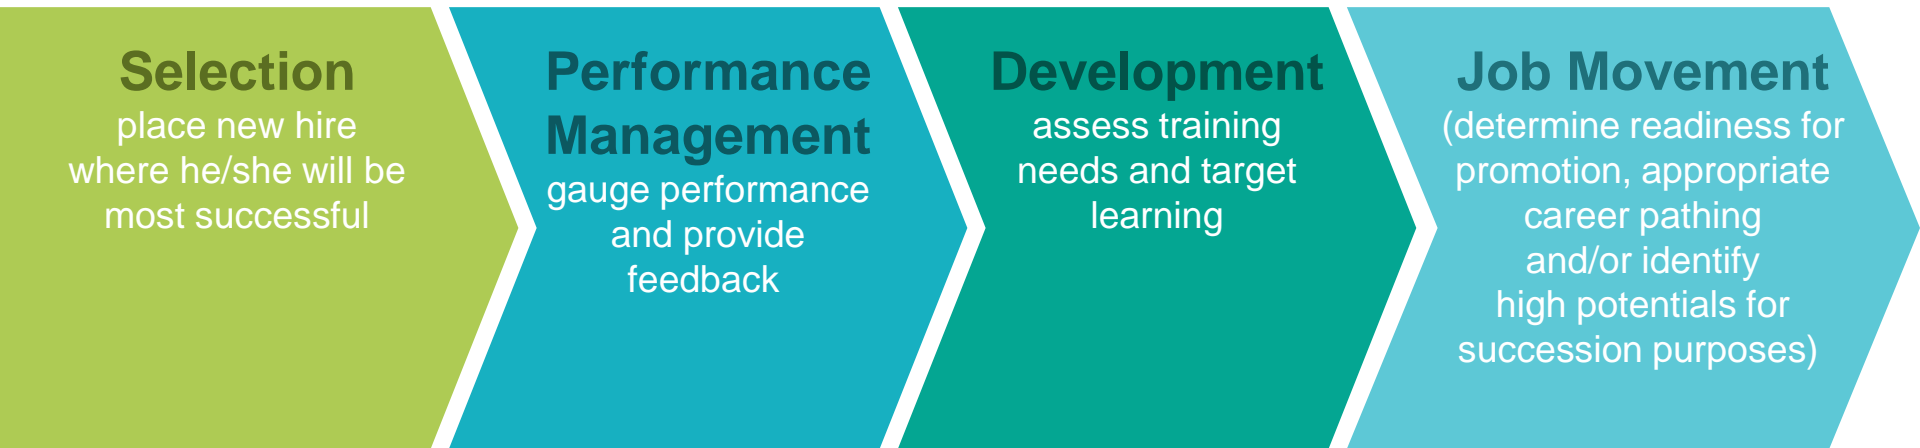 Selection
place new hire
where he/she will be
most successful
Performance
Management
gauge performance
and provide
feedback
Development
assess training
needs and target
learning
Job Movement
(determine readiness for
promotion, appropriate
career pathing
and/or identify
high potentials for
succession purposes)